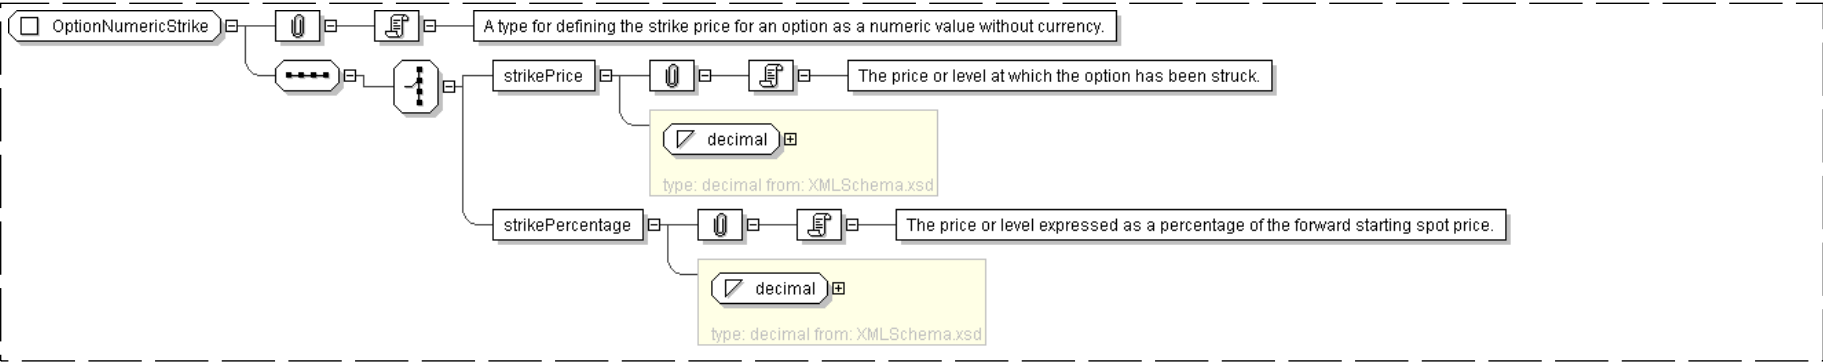 OptionNumericStrike
A type for defining the strike price for an option as a numeric value without currency.
strikePrice
The price or level at which the option has been struck.
decimal
type: decimal from: XMLSchema.xsd
strikePercentage
The price or level expressed as a percentage of the forward starting spot price.
decimal
type: decimal from: XMLSchema.xsd